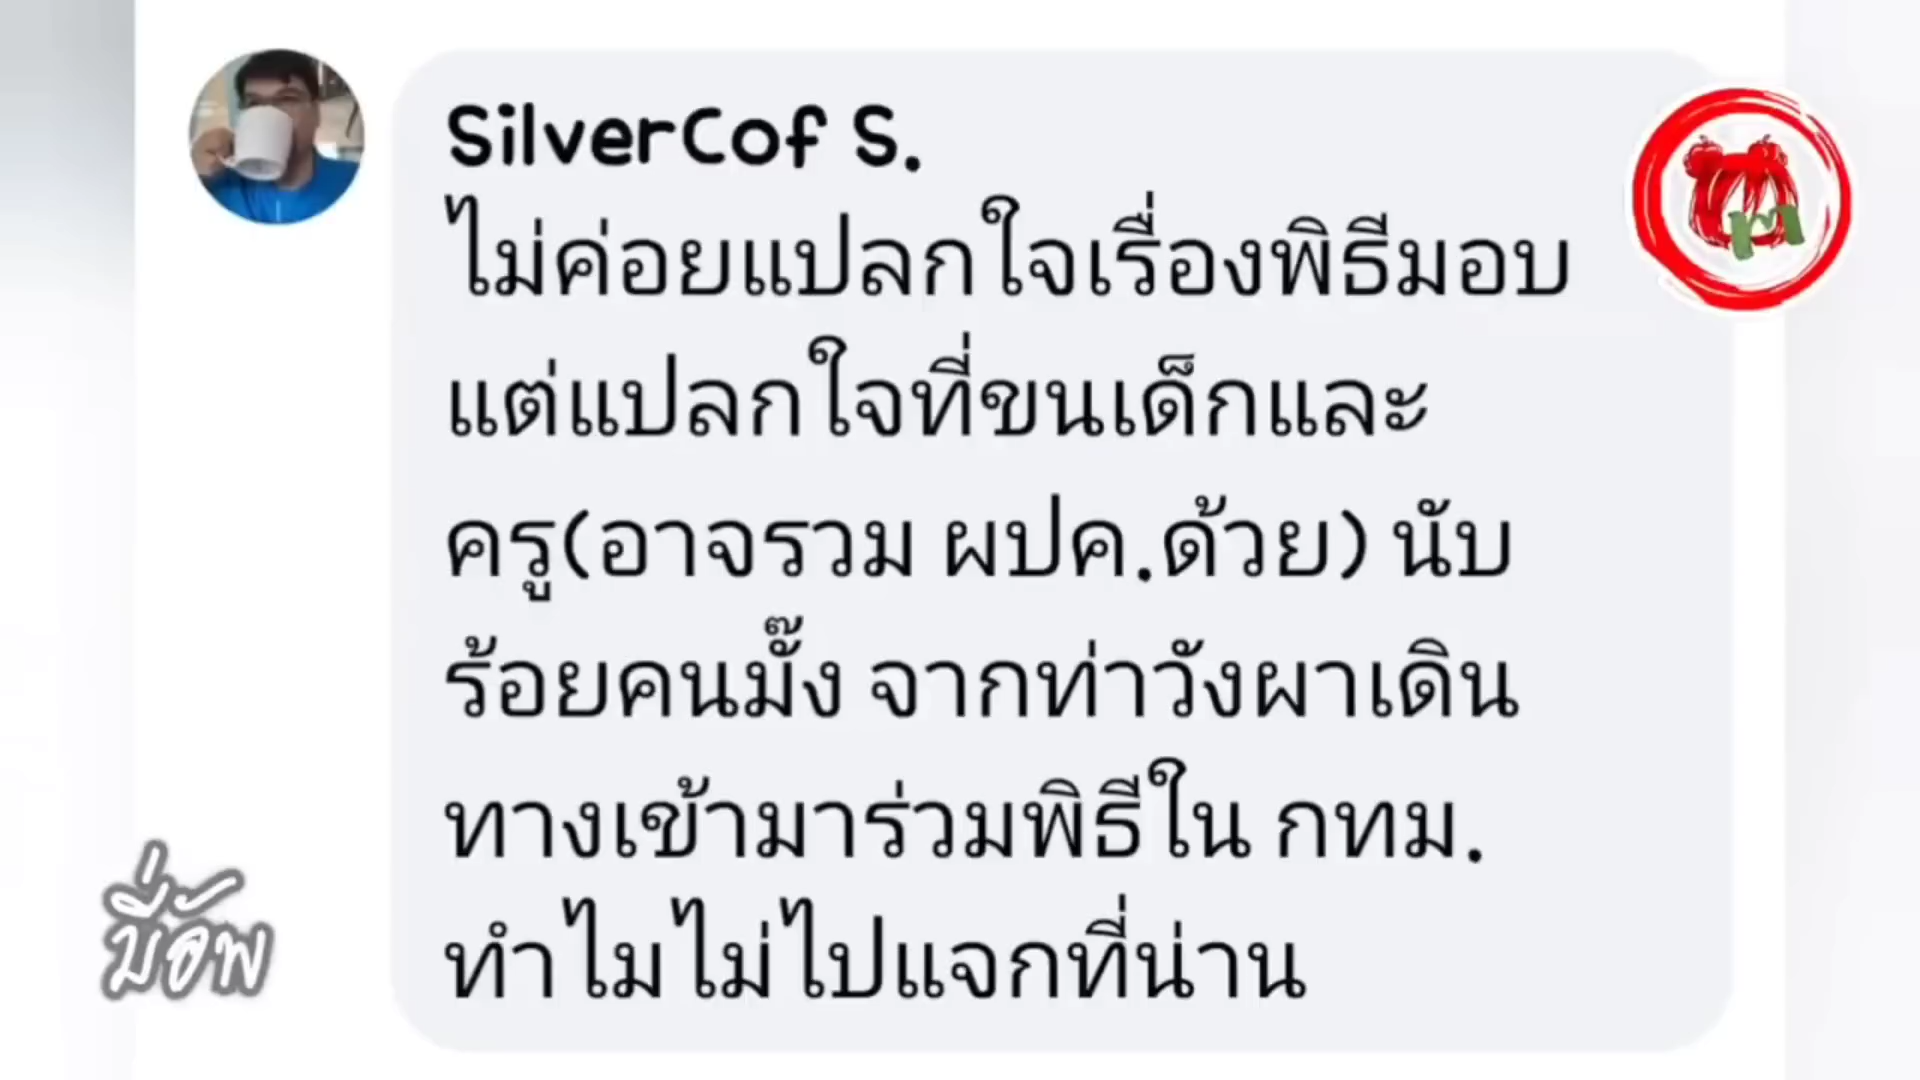 SilverCof S.
ไม่ค่อยแปลกใจเรื่องพิธีมอบ
แต่แปลกใจที่ขนเด็กและ
ครู(อาจรวม ผปค.ด้วย) นับ
ร้อยคนมั๊ง จากท่าวังผาเดิน
ทางเข้ามาร่วมพิธีใน กทม.
ทำไมไม่ไปแจกที่น่าน
มี่อัพ